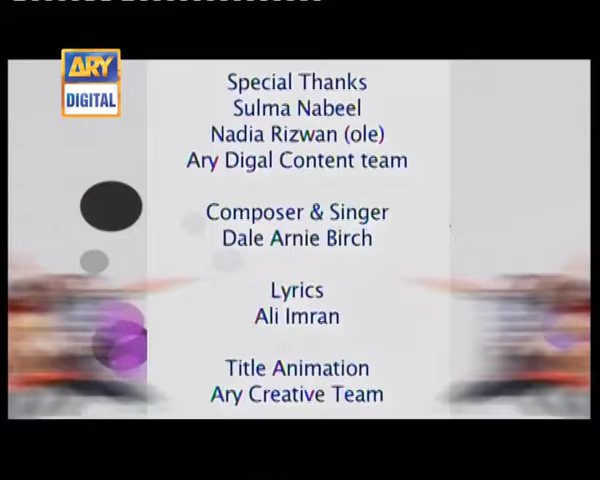 ARY
DIGITAL
Special Thanks
Sulma Nabeel
Nadia Rizwan (ole)
Ary Digal Content team
Composer & Singer
Dale Arnie Birch
Lyrics
Ali Imran
Title Animation
Ary Creative Team